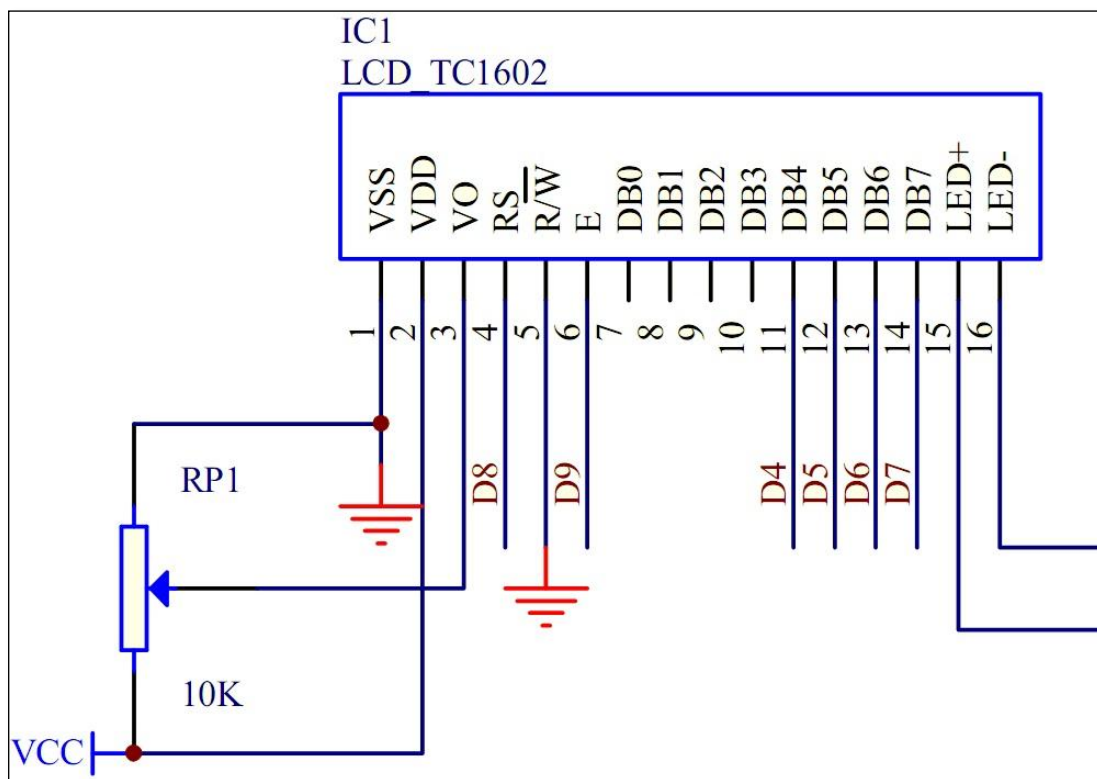 IC1
LCD_TC1602
VSS
VDD
VO
RS
R/W
E
DB0
DB1
DB2
DB3
DB4
DB5
DB6
DB7
LED+
LED-
1
2
3
4
5
6
7
8
9
10
11
12
13
14
15
16
D8
D9
D4
D5
D6
D7
RP1
10K
VCC